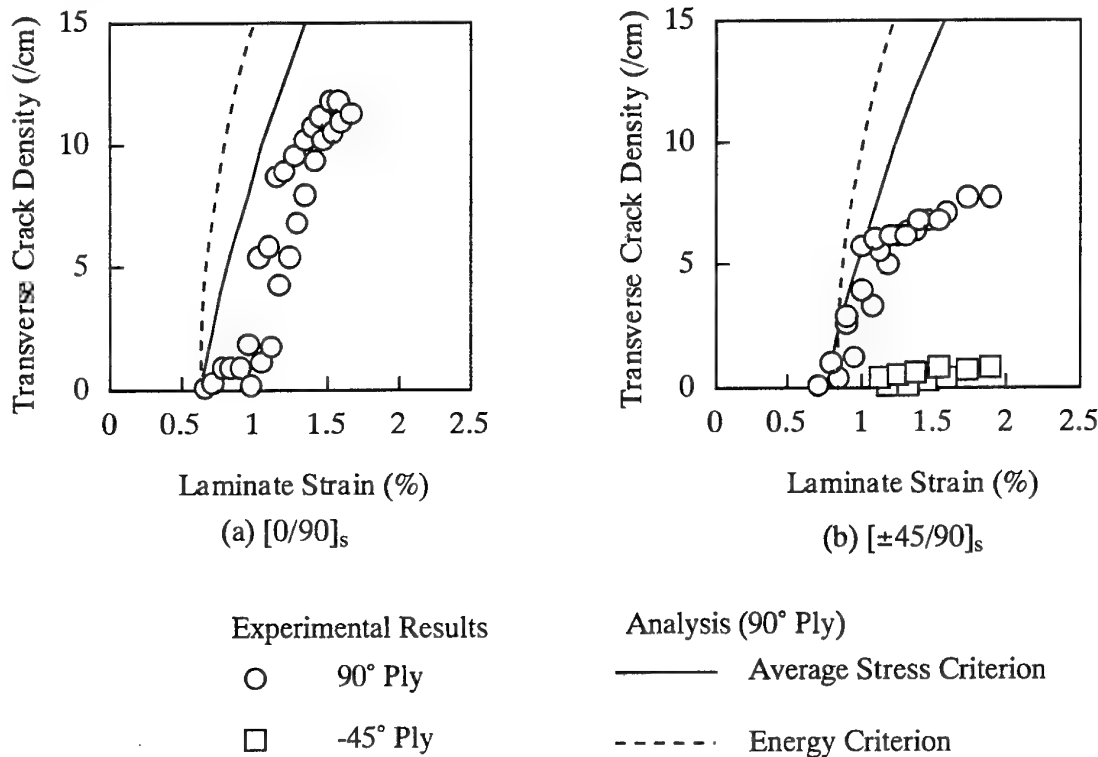 Transverse Crack Density (/cm)
15
10
5
0
0 0.5 1 1.5 2 2.5
Laminate Strain (%)
(a) [0/90]s
Transverse Crack Density (/cm)
15
10
5
0
0 0.5 1 1.5 2 2.5
Laminate Strain (%)
(b) [±45/90]s
Experimental Results
90° Ply
-45° Ply
Analysis (90° Ply)
Average Stress Criterion
Energy Criterion